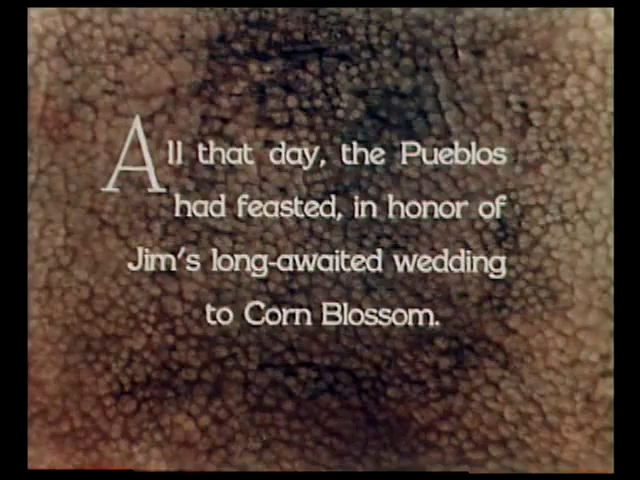 All that day, the Pueblos
had feasted, in honor of
Jim's long-awaited wedding
to Corn Blossom.